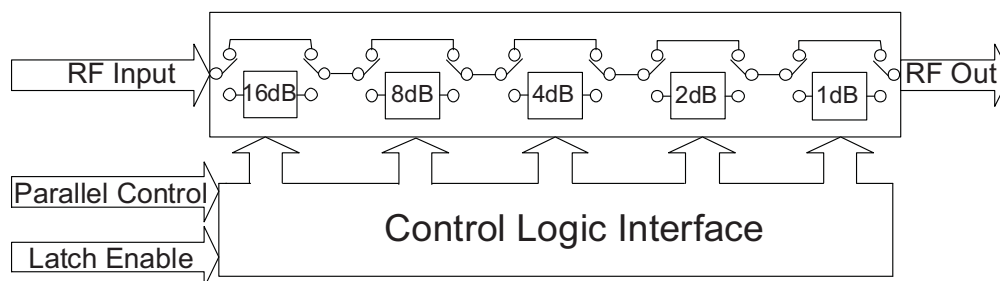 RF Input
16dB
8dB
4dB
2dB
1dB
RF Out
Parallel Control
Control Logic Interface
Latch Enable